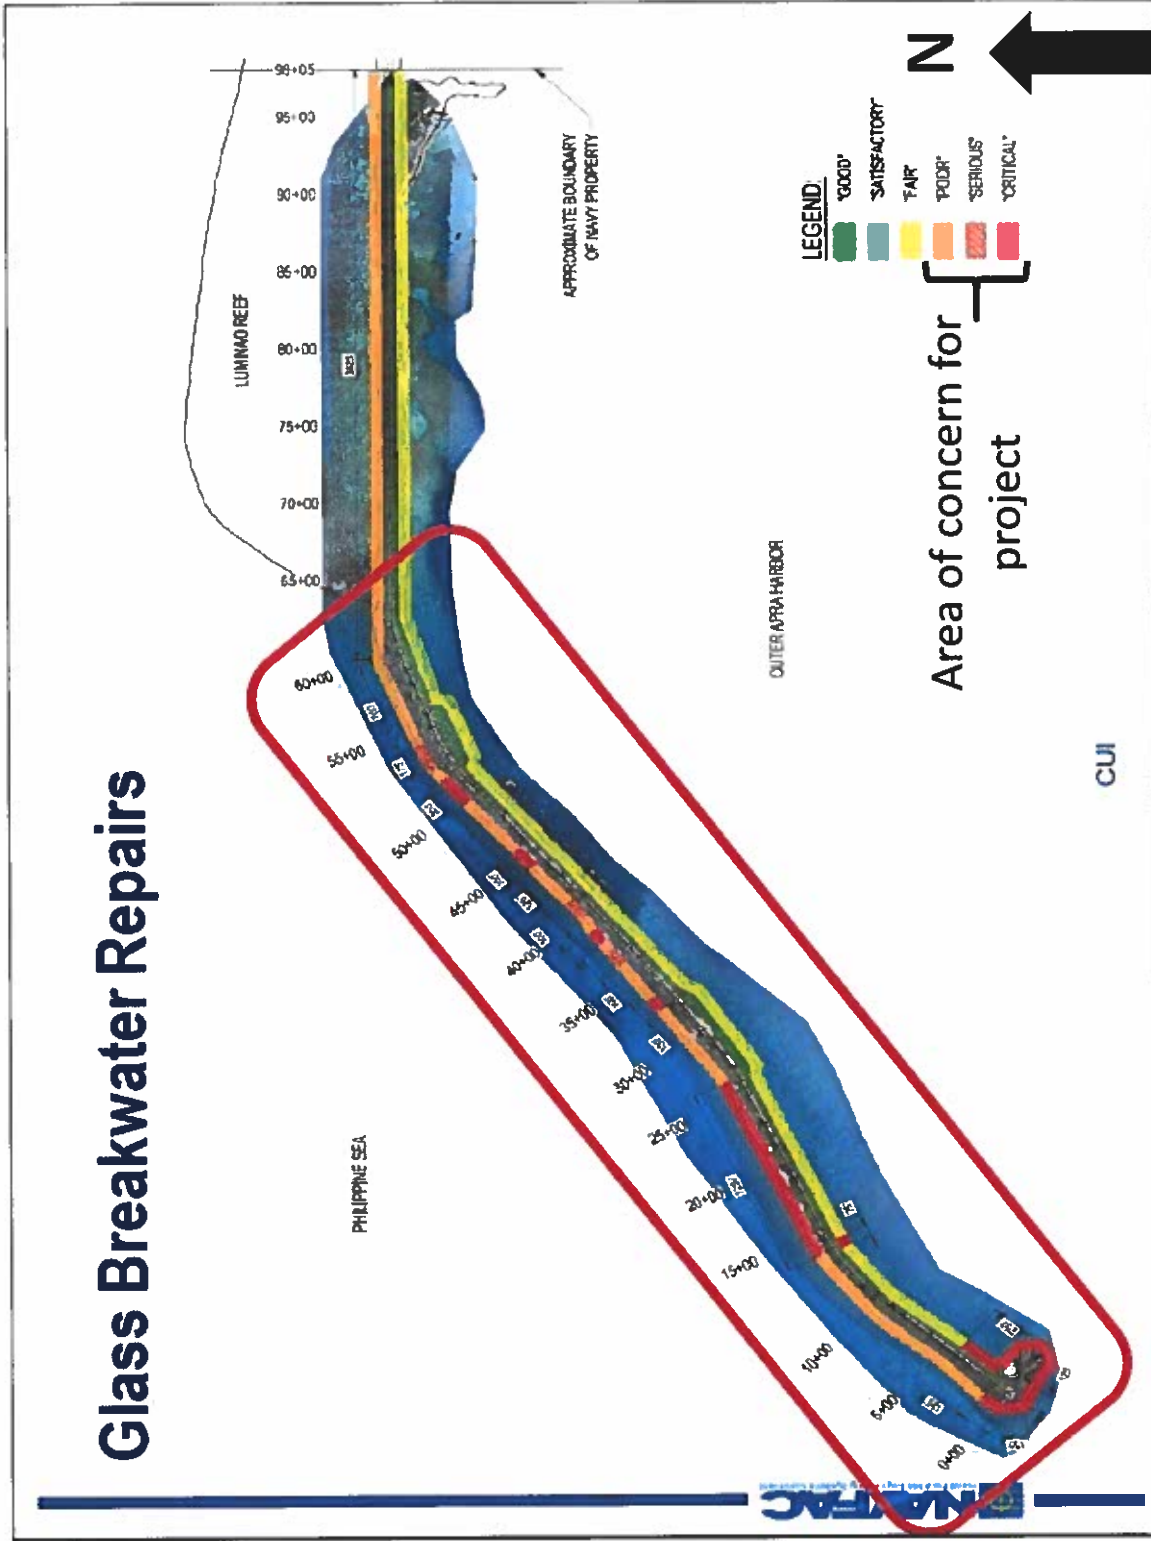 Glass Breakwater Repairs
PHILIPPINE SEA
LUMINAO REEF
0+00
5+00
10+00
15+00
20+00
25+00
30+00
35+00
40+00
45+00
50+00
55+00
60+00
65+00
70+00
75+00
80+00
85+00
90+00
95+00
98+05
APPROXIMATE BOUNDARY
OF NAVY PROPERTY
OUTER APRA HARBOR
LEGEND:
"GOOD"
"SATISFACTORY"
"FAIR"
"POOR"
"SERIOUS"
"CRITICAL"
Area of concern for
project
N
NAVFAC
CUI